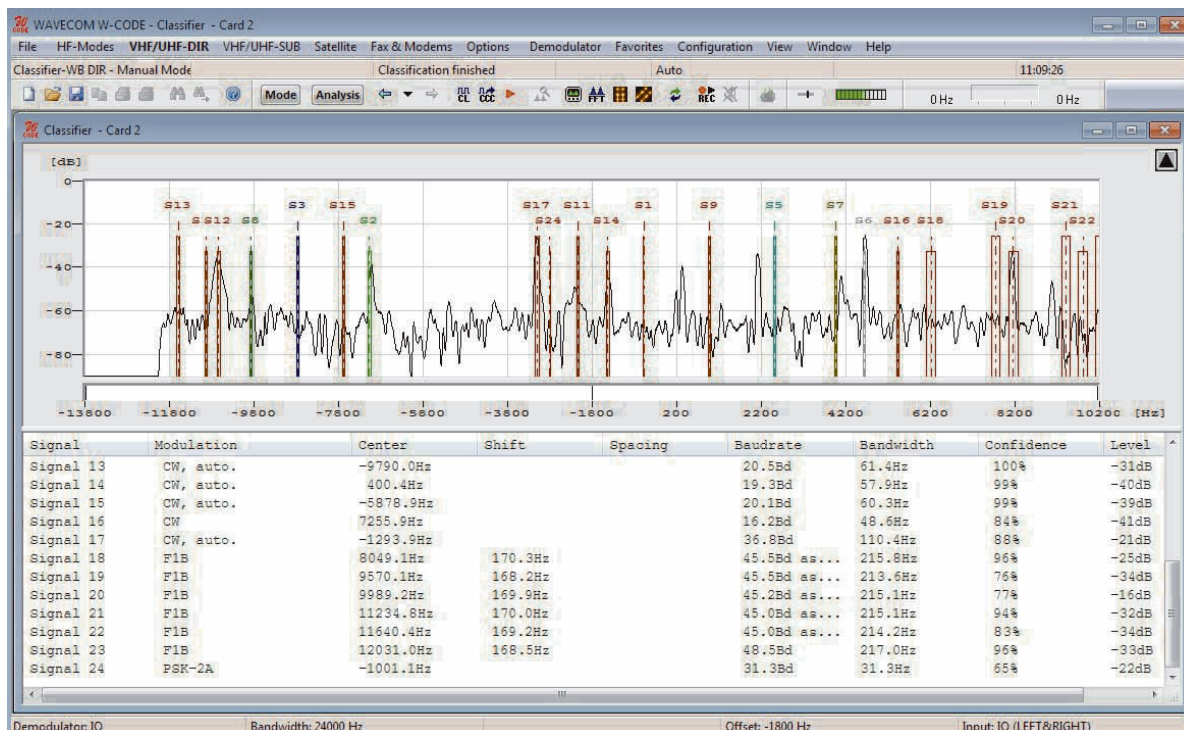 WAVECOM W-CODE - Classifier - Card 2
File HF-Modes VHF/UHF-DIR VHF/UHF-SUB Satellite Fax & Modems Options Demodulator Favorites Configuration View Window Help
Classifier-WB DIR - Manual Mode Classification finished Auto 11:09:26
Mode Analysis CL CCC FFT REC 0 Hz 0 Hz
Classifier - Card 2
[dB]
0
S13 S3 S15 S17 S11 S1 S9 S5 S7 S19 S21
-20 S S12 S8 S2 S24 S14 S6 S16 S18 S20 S22
-40
-60
-80
-13800 -11800 -9800 -7800 -5800 -3800 -1800 200 2200 4200 6200 8200 10200 [Hz]
Signal Modulation Center Shift Spacing Baudrate Bandwidth Confidence Level
Signal 13 CW, auto. -9790.0Hz 20.5Bd 61.4Hz 100% -31dB
Signal 14 CW, auto. 400.4Hz 19.3Bd 57.9Hz 99% -40dB
Signal 15 CW, auto. -5878.9Hz 20.1Bd 60.3Hz 99% -39dB
Signal 16 CW 7255.9Hz 16.2Bd 48.6Hz 84% -41dB
Signal 17 CW, auto. -1293.9Hz 36.8Bd 110.4Hz 88% -21dB
Signal 18 F1B 8049.1Hz 170.3Hz 45.5Bd as... 215.8Hz 96% -25dB
Signal 19 F1B 9570.1Hz 168.2Hz 45.5Bd as... 213.6Hz 76% -34dB
Signal 20 F1B 9989.2Hz 169.9Hz 45.2Bd as... 215.1Hz 77% -16dB
Signal 21 F1B 11234.8Hz 170.0Hz 45.0Bd as... 215.1Hz 94% -32dB
Signal 22 F1B 11640.4Hz 169.2Hz 45.0Bd as... 214.2Hz 83% -34dB
Signal 23 F1B 12031.0Hz 168.5Hz 48.5Bd 217.0Hz 96% -33dB
Signal 24 PSK-2A -1001.1Hz 31.3Bd 31.3Hz 65% -22dB
Demodulator: IQ Bandwidth: 24000 Hz Offset: -1800 Hz Input: IQ (LEFT&RIGHT)